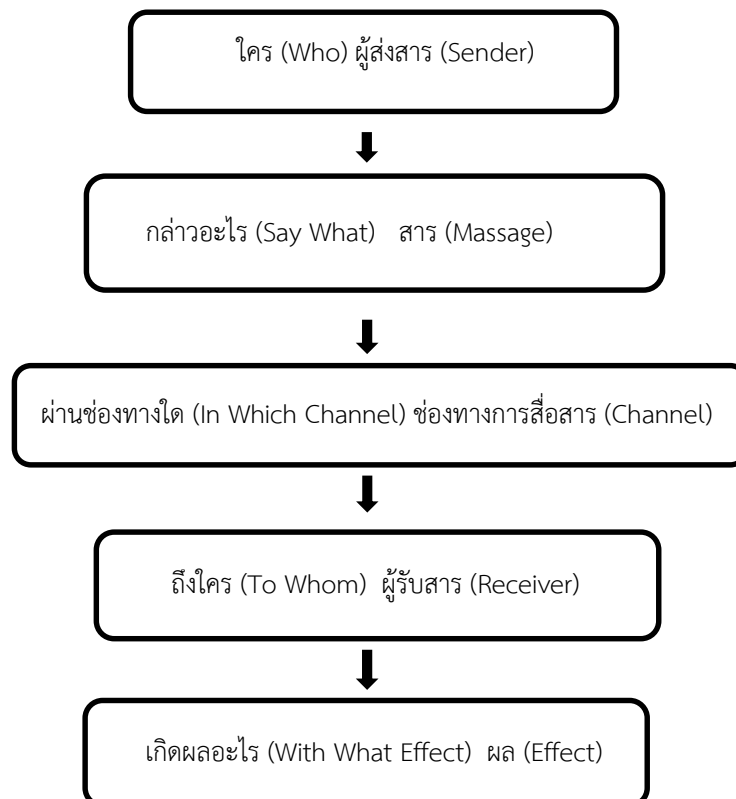 ใคร (Who) ผู้ส่งสาร (Sender)
กล่าวอะไร (Say What) สาร (Massage)
ผ่านช่องทางใด (In Which Channel) ช่องทางการสื่อสาร (Channel)
ถึงใคร (To Whom) ผู้รับสาร (Receiver)
เกิดผลอะไร (With What Effect) ผล (Effect)